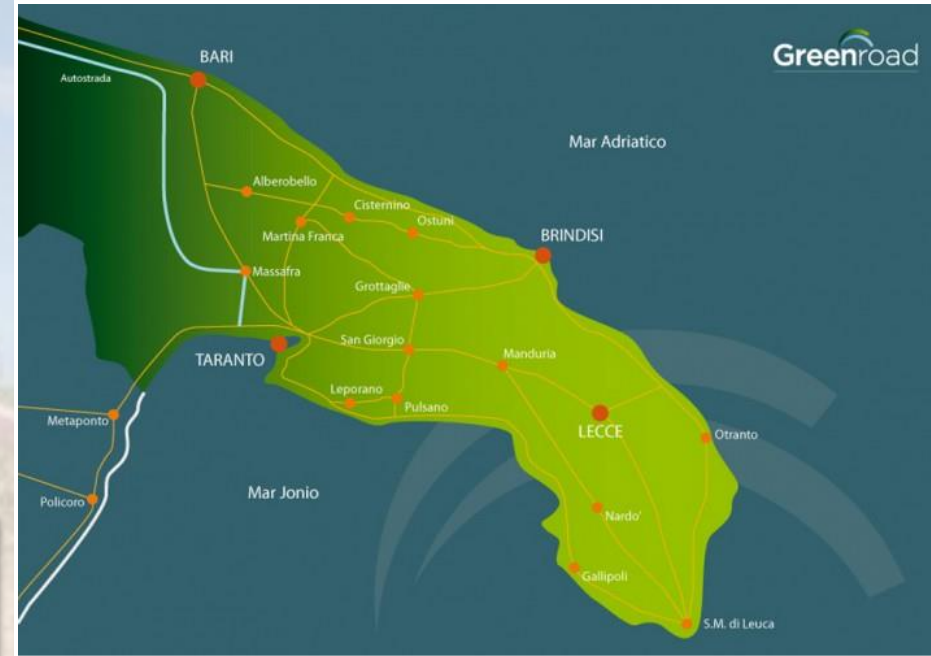 BARI
Greenroad
Autostrada
Mar Adriatico
Alberobello
Cisternino
Ostuni
Martina Franca
BRINDISI
Massafra
Grottaglie
San Giorgio
TARANTO
Manduria
Leporano
Pulsano
Metaponto
LECCE
Otranto
Mar Jonio
Policoro
Nardo'
Gallipoli
S.M. di Leuca